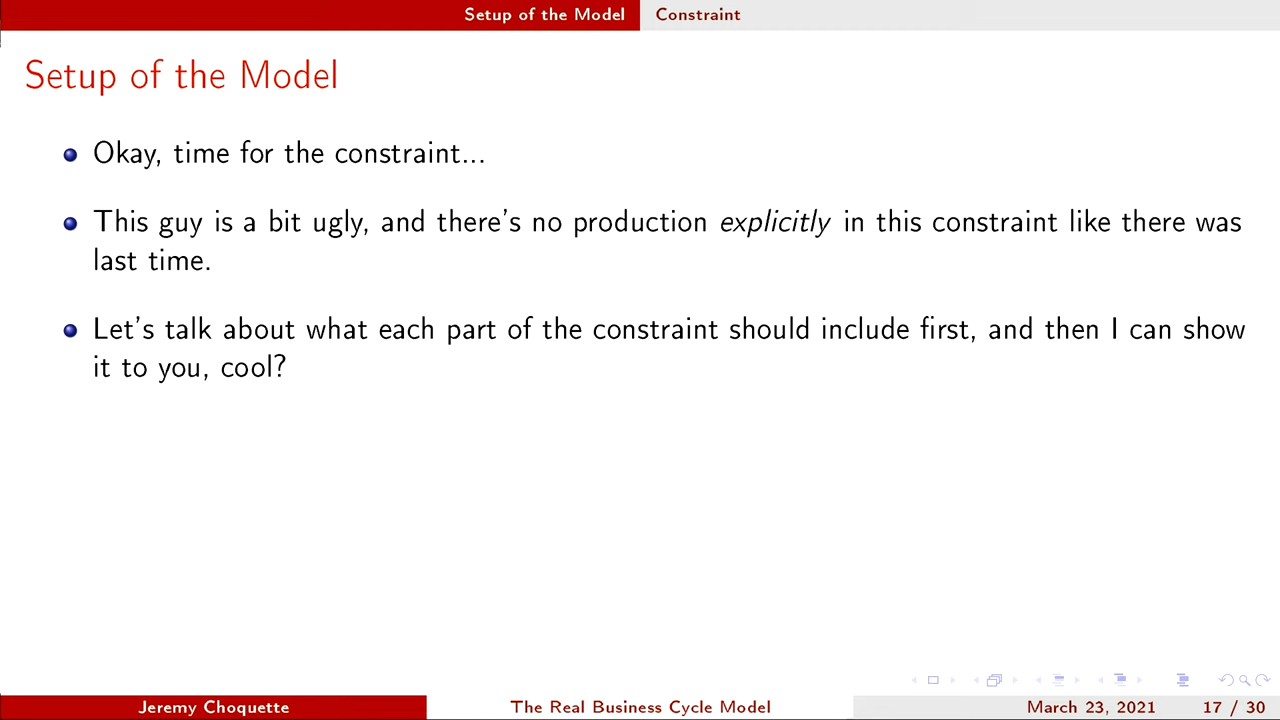 Setup of the Model Constraint
Setup of the Model
Okay, time for the constraint...
This guy is a bit ugly, and there's no production explicitly in this constraint like there was
last time.
Let's talk about what each part of the constraint should include first, and then I can show
it to you, cool?
Jeremy Choquette The Real Business Cycle Model March 23, 2021 17 / 30